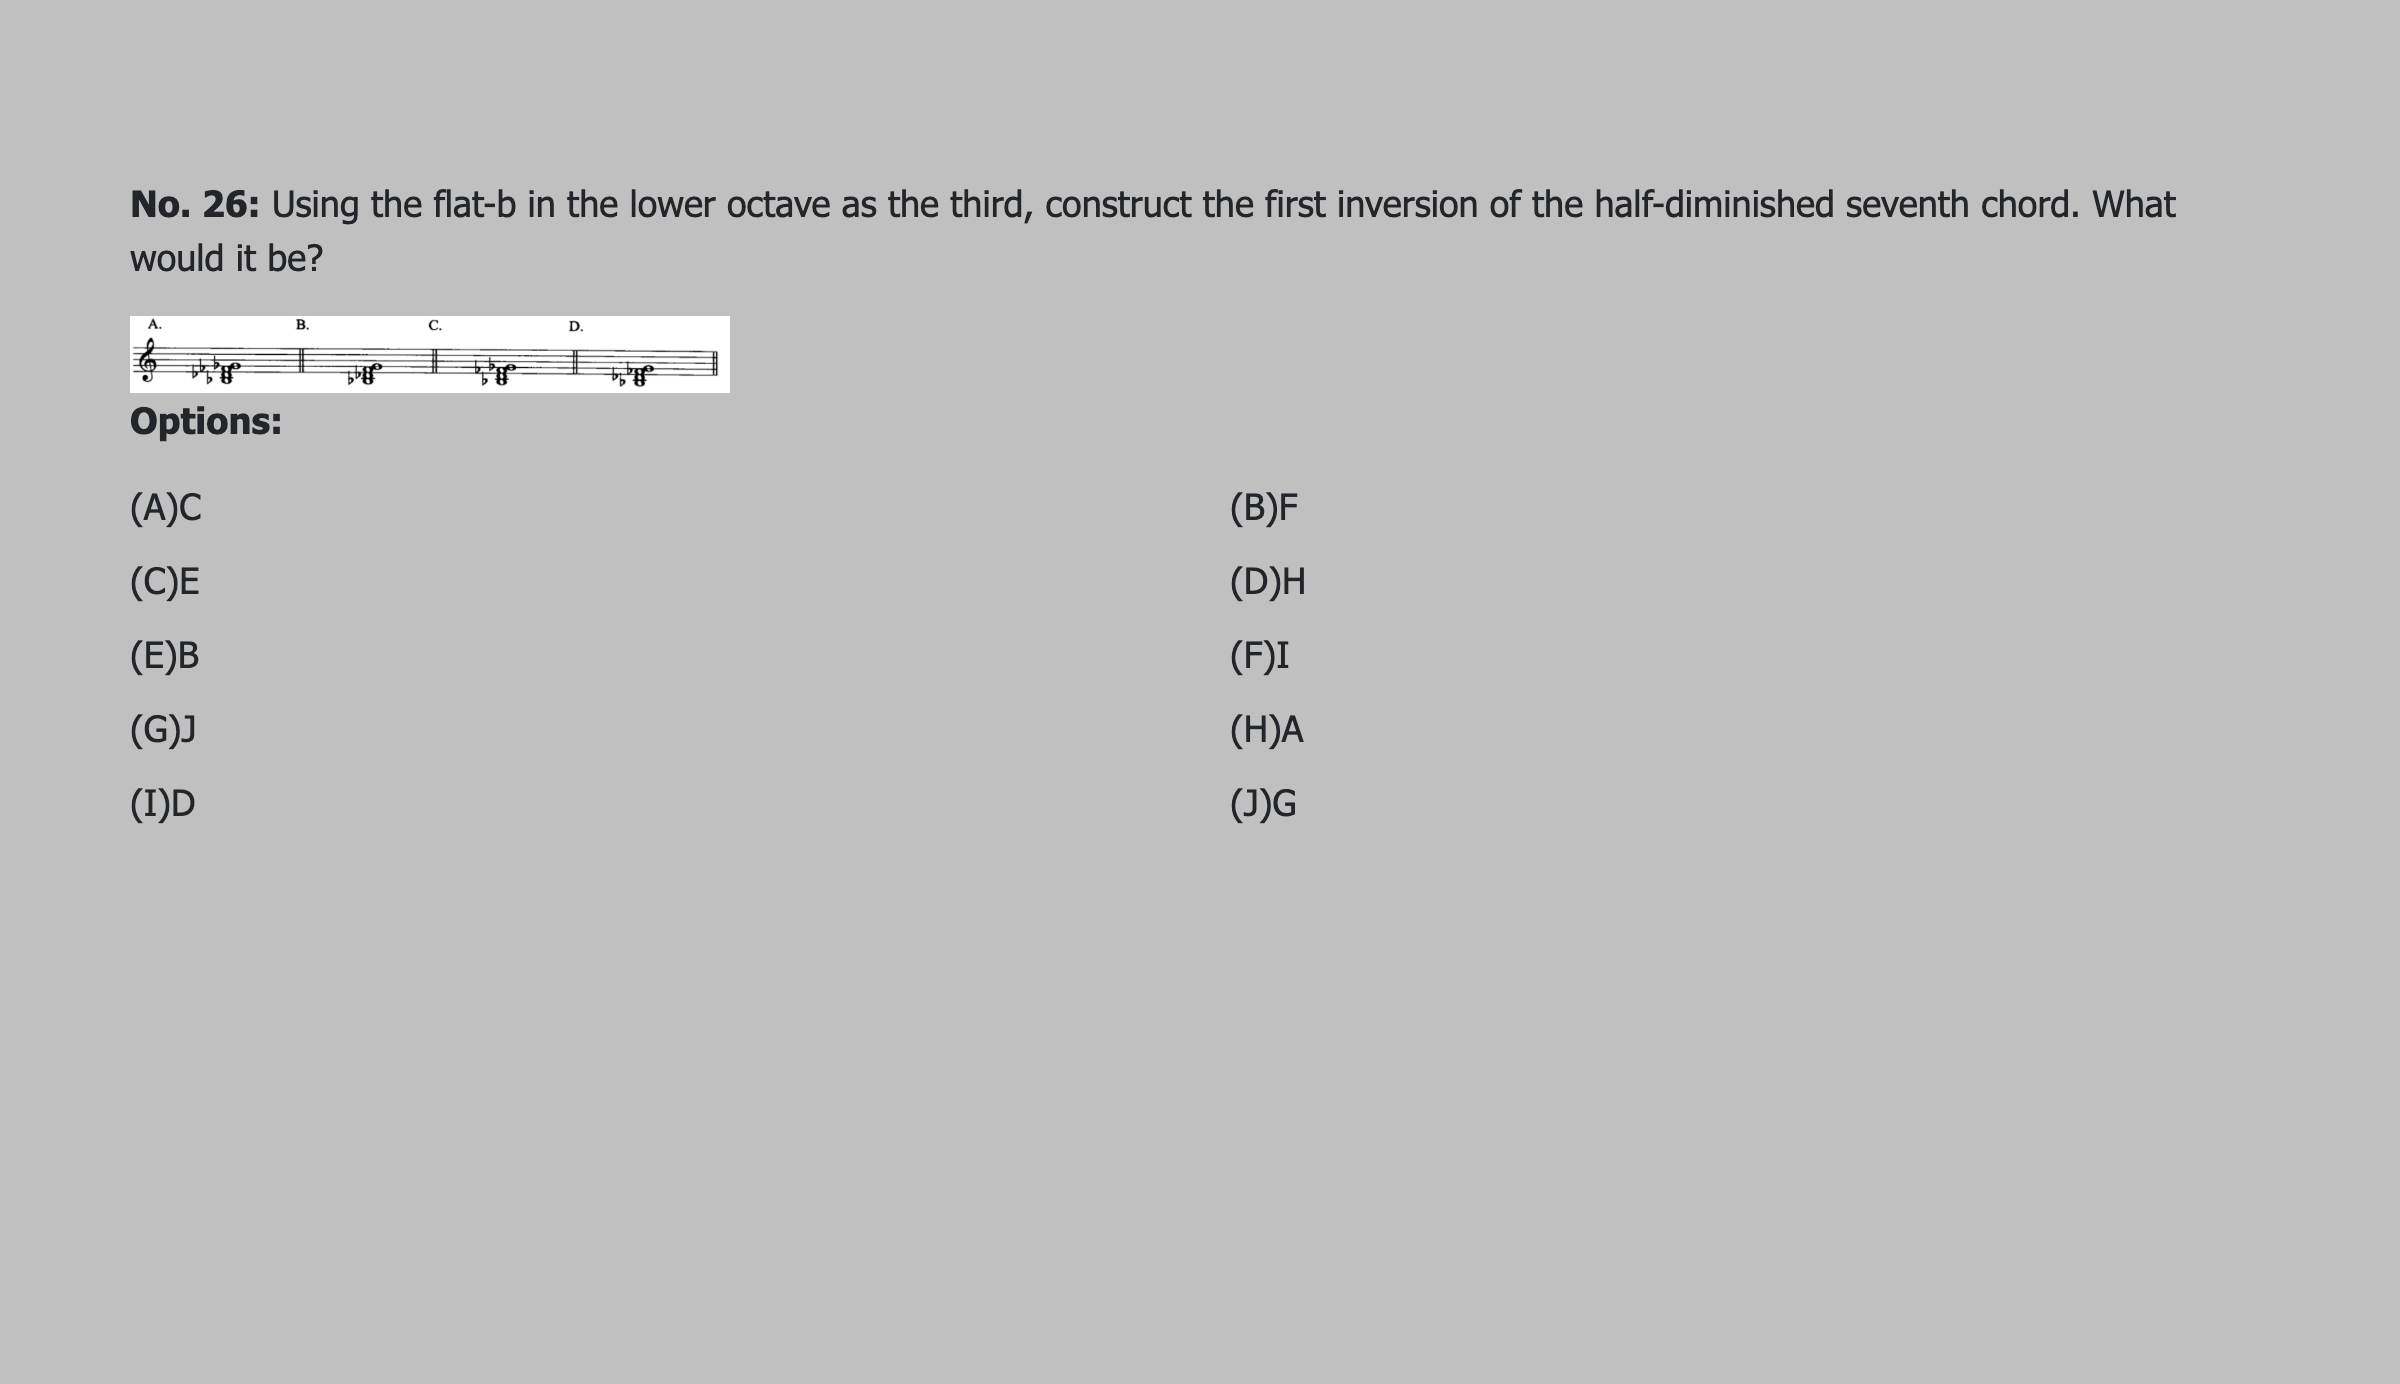 No. 26: Using the flat-b in the lower octave as the third, construct the first inversion of the half-diminished seventh chord. What
would it be?
A. B. C. D.
Options:
(A)C (B)F
(C)E (D)H
(E)B (F)I
(G)J (H)A
(I)D (J)G